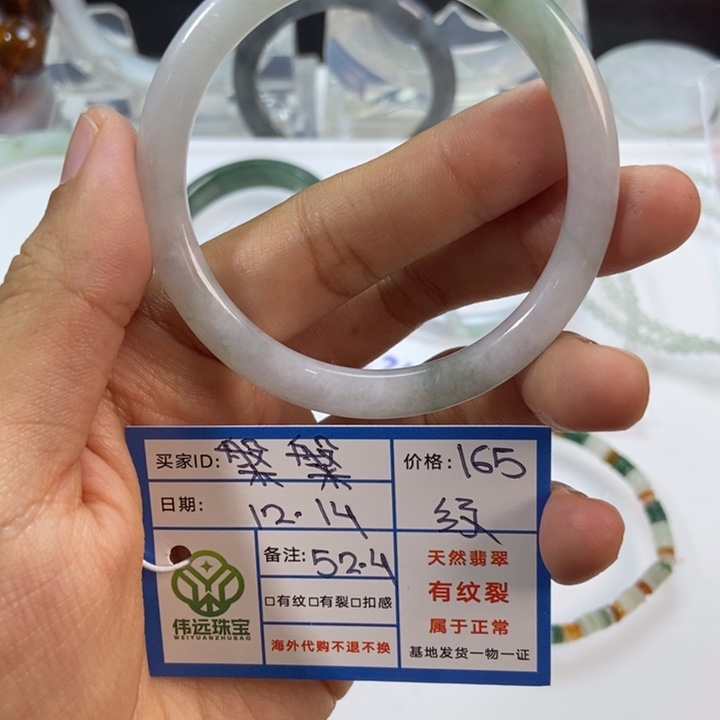 买家ID: 槃槃
价格: 165
纹
日期: 12.14
备注: 52.4
□有纹□有裂□扣感
海外代购不退不换
伟远珠宝
WEIYUANZHUBAO
天然翡翠
有纹裂
属于正常
基地发货一物一证